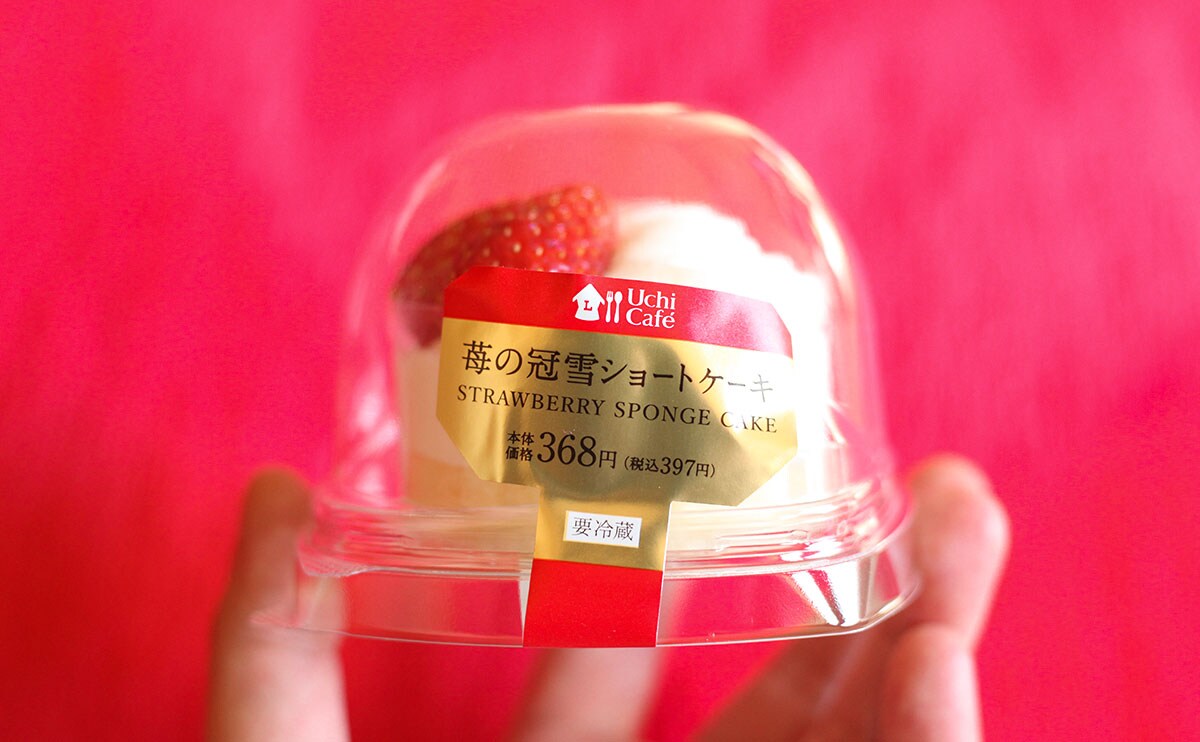 L
Uchi
Café
苺の冠雪ショートケーキ
STRAWBERRY SPONGE CAKE
本体価格368円(税込397円)
要冷蔵